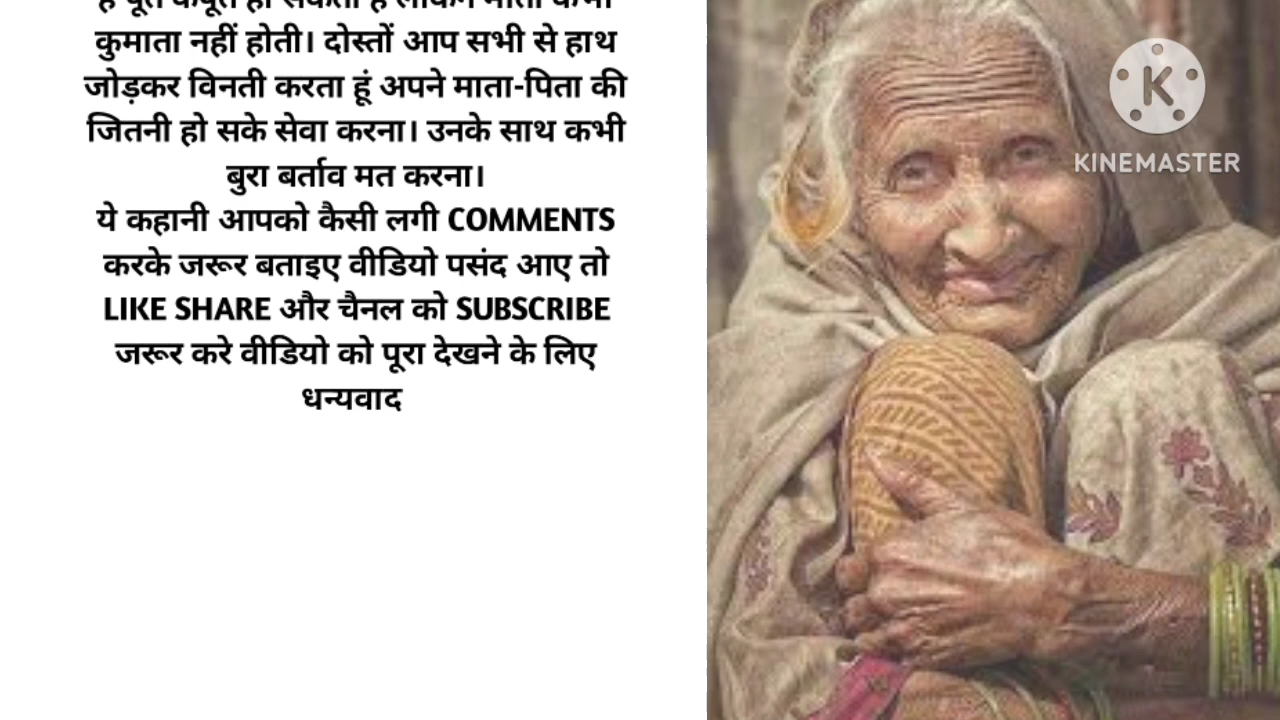 कुमाता नहीं होती। दोस्तों आप सभी से हाथ
जोड़कर विनती करता हूं अपने माता-पिता की
जितनी हो सके सेवा करना। उनके साथ कभी
बुरा बर्ताव मत करना।
ये कहानी आपको कैसी लगी COMMENTS
करके जरूर बताइए वीडियो पसंद आए तो
LIKE SHARE और चैनल को SUBSCRIBE
जरूर करे वीडियो को पूरा देखने के लिए
धन्यवाद
K
KINEMASTER